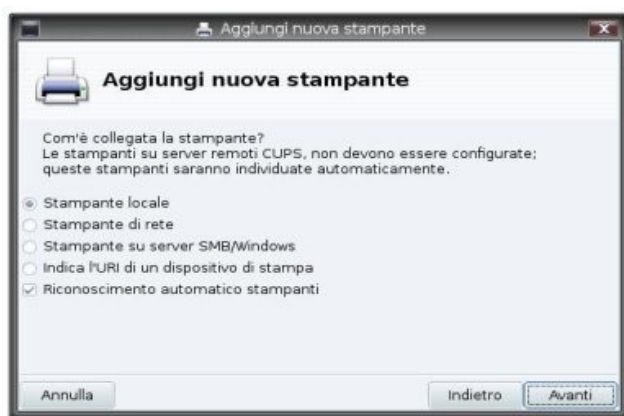 Aggiungi nuova stampante
Aggiungi nuova stampante
Com'è collegata la stampante?
Le stampanti su server remoti CUPS, non devono essere configurate;
queste stampanti saranno individuate automaticamente.
Stampante locale
Stampante di rete
Stampante su server SMB/Windows
Indica l'URI di un dispositivo di stampa
Riconoscimento automatico stampanti
Annulla
Indietro
Avanti